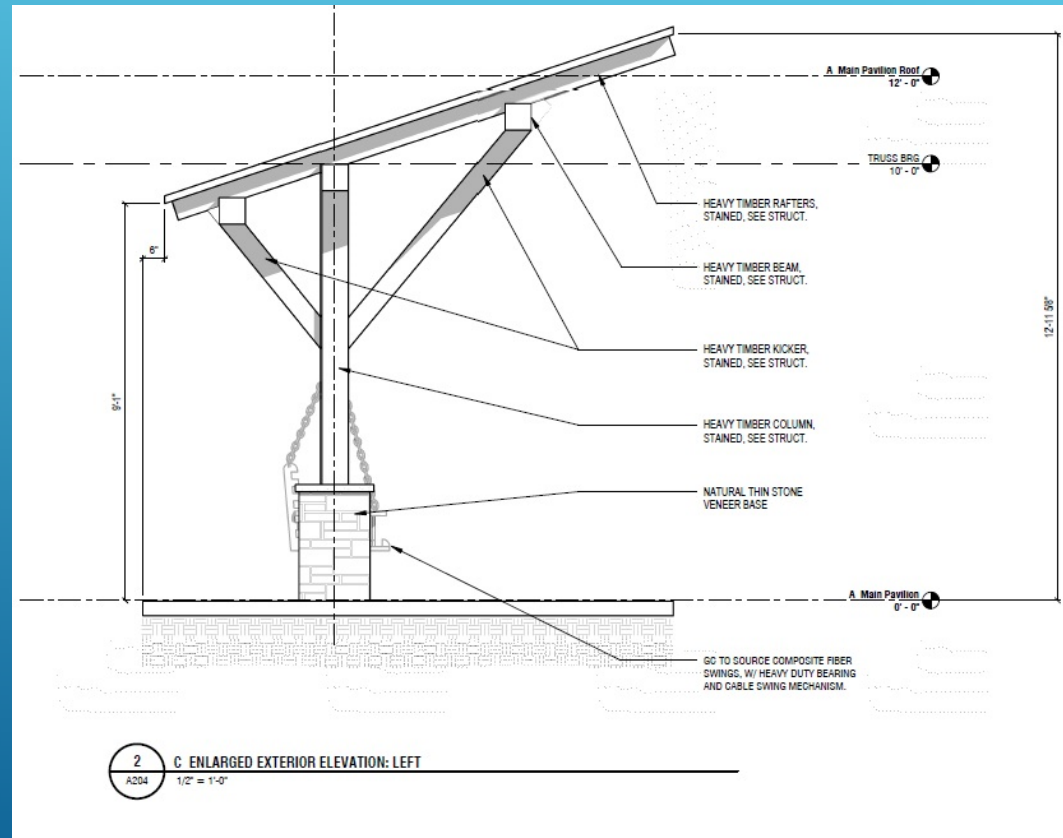 A Main Pavilion Roof
12' - 0"
TRUSS BRG
10' - 0"
HEAVY TIMBER RAFTERS,
STAINED, SEE STRUCT.
6"
HEAVY TIMBER BEAM,
STAINED, SEE STRUCT.
12'-11 5/8"
HEAVY TIMBER KICKER,
STAINED, SEE STRUCT.
9'-1"
HEAVY TIMBER COLUMN,
STAINED, SEE STRUCT.
NATURAL THIN STONE
VENEER BASE
A Main Pavilion
0' - 0"
GO TO SOURCE COMPOSITE FIBER
SWINGS, W/ HEAVY DUTY BEARING
AND CABLE SWING MECHANISM.
2 C ENLARGED EXTERIOR ELEVATION: LEFT
A204 1/2" = 1'-0"